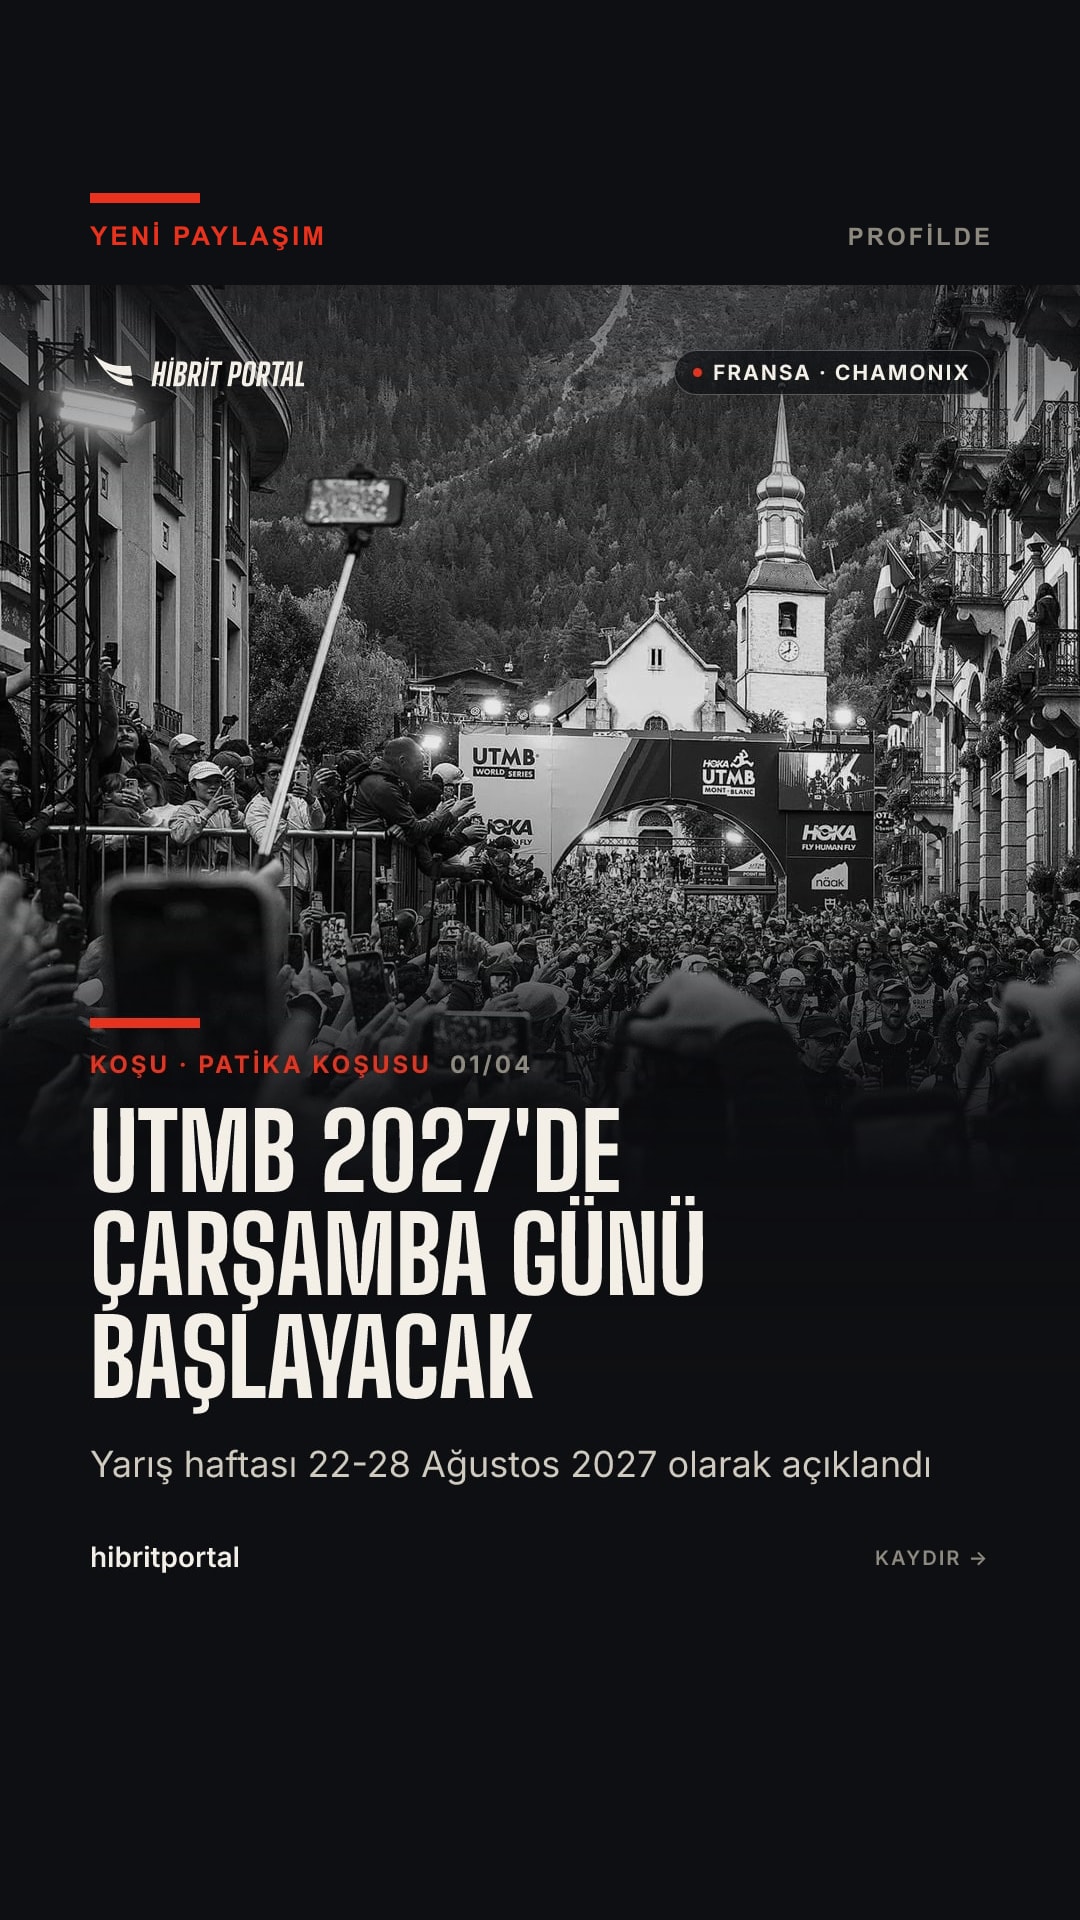 YENİ PAYLAŞIM
PROFİLDE
HİBRİT PORTAL
FRANSA · CHAMONIX
UTMB
WORLD SERIES
HOKA
UTMB
MONT-BLANC
HOKA
FLY HUMAN FLY
HOKA
FLY HUMAN FLY
näak
KOŞU · PATİKA KOŞUSU 01/04
UTMB 2027'DE
ÇARŞAMBA GÜNÜ
BAŞLAYACAK
Yarış haftası 22-28 Ağustos 2027 olarak açıklandı
hibritportal
KAYDIR →